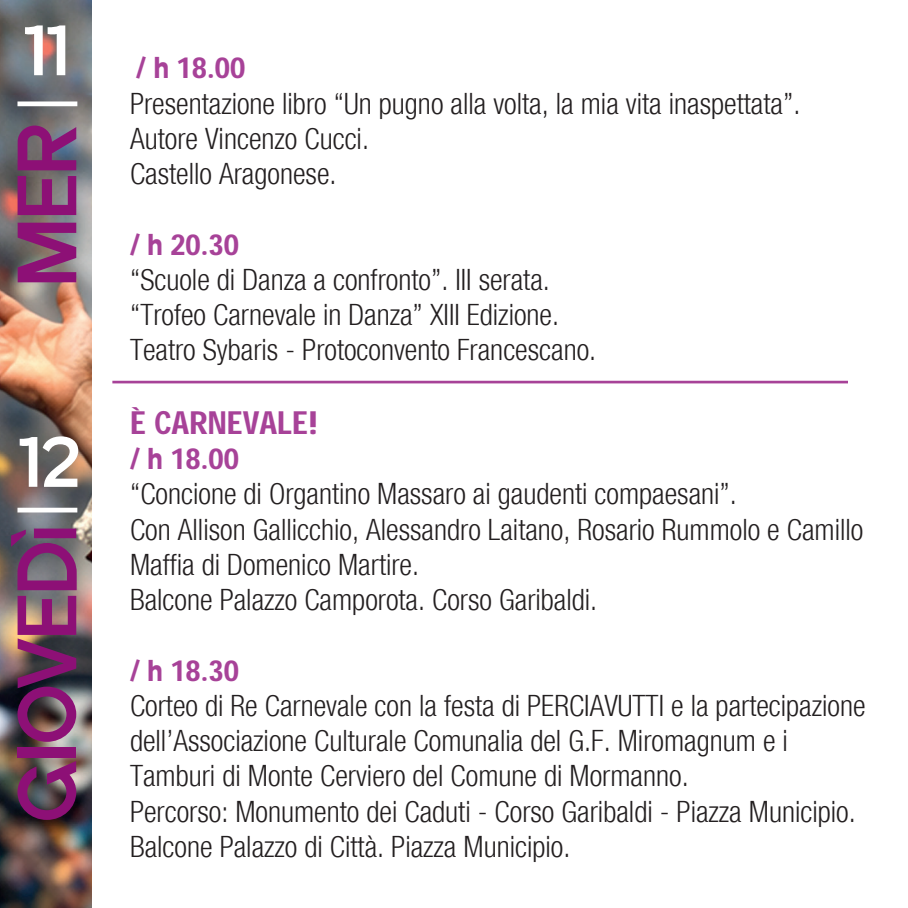 11
MER
/ h 18.00
Presentazione libro “Un pugno alla volta, la mia vita inaspettata”.
Autore Vincenzo Cucci.
Castello Aragonese.
/ h 20.30
“Scuole di Danza a confronto”. III serata.
“Trofeo Carnevale in Danza” XIII Edizione.
Teatro Sybaris - Protoconvento Francescano.
12
GIOVEDÌ
È CARNEVALE!
/ h 18.00
“Concione di Organtino Massaro ai gaudenti compaesani”.
Con Allison Gallicchio, Alessandro Laitano, Rosario Rummolo e Camillo
Maffia di Domenico Martire.
Balcone Palazzo Camporota. Corso Garibaldi.
/ h 18.30
Corteo di Re Carnevale con la festa di PERCIAVUTTI e la partecipazione
dell’Associazione Culturale Comunalia del G.F. Miromagnum e i
Tamburi di Monte Cerviero del Comune di Mormanno.
Percorso: Monumento dei Caduti - Corso Garibaldi - Piazza Municipio.
Balcone Palazzo di Città. Piazza Municipio.